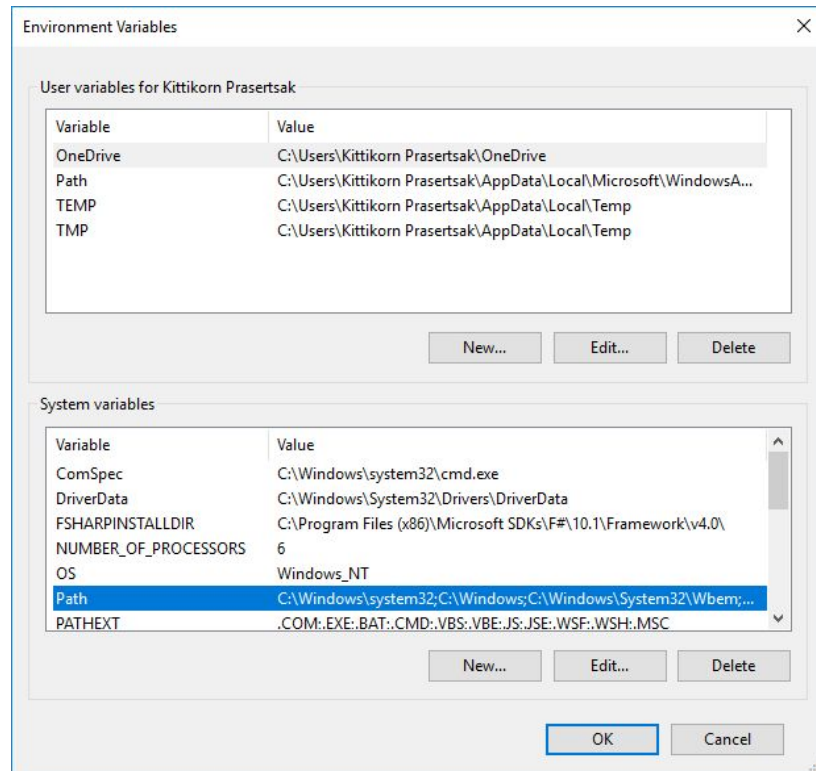 Environment Variables
User variables for Kittikorn Prasertsak
Variable Value
OneDrive C:\Users\Kittikorn Prasertsak\OneDrive
Path C:\Users\Kittikorn Prasertsak\AppData\Local\Microsoft\WindowsA...
TEMP C:\Users\Kittikorn Prasertsak\AppData\Local\Temp
TMP C:\Users\Kittikorn Prasertsak\AppData\Local\Temp
New... Edit... Delete
System variables
Variable Value
ComSpec C:\Windows\system32\cmd.exe
DriverData C:\Windows\System32\Drivers\DriverData
FSHARPINSTALLDIR C:\Program Files (x86)\Microsoft SDKs\F#\10.1\Framework\v4.0\
NUMBER_OF_PROCESSORS 6
OS Windows_NT
Path C:\Windows\system32;C:\Windows;C:\Windows\System32\Wbem;...
PATHEXT .COM;.EXE;.BAT;.CMD;.VBS;.VBE;.JS;.JSE;.WSF;.WSH;.MSC
New... Edit... Delete
OK Cancel